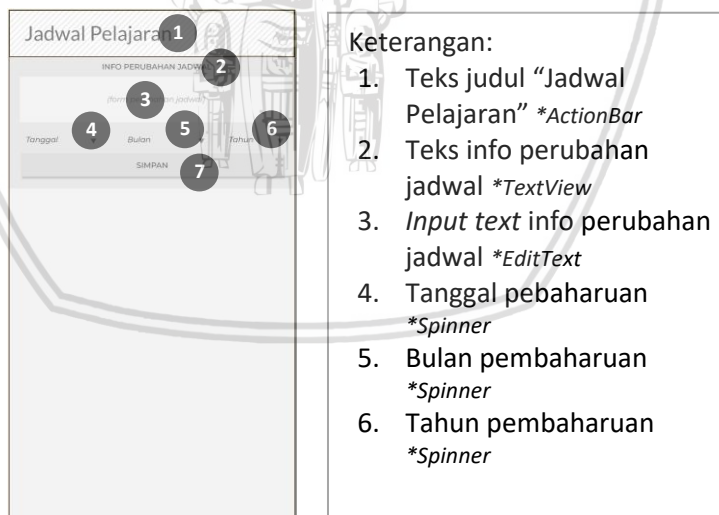 Jadwal Pelajaran 1
INFO PERUBAHAN JADWAL 2
3
Tanggal 4 Bulan 5 Tahun 6
SIMPAN 7
Keterangan:
1. Teks judul “Jadwal
Pelajaran” *ActionBar
2. Teks info perubahan
jadwal *TextView
3. Input text info perubahan
jadwal *EditText
4. Tanggal pebaharuan
*Spinner
5. Bulan pembaharuan
*Spinner
6. Tahun pembaharuan
*Spinner